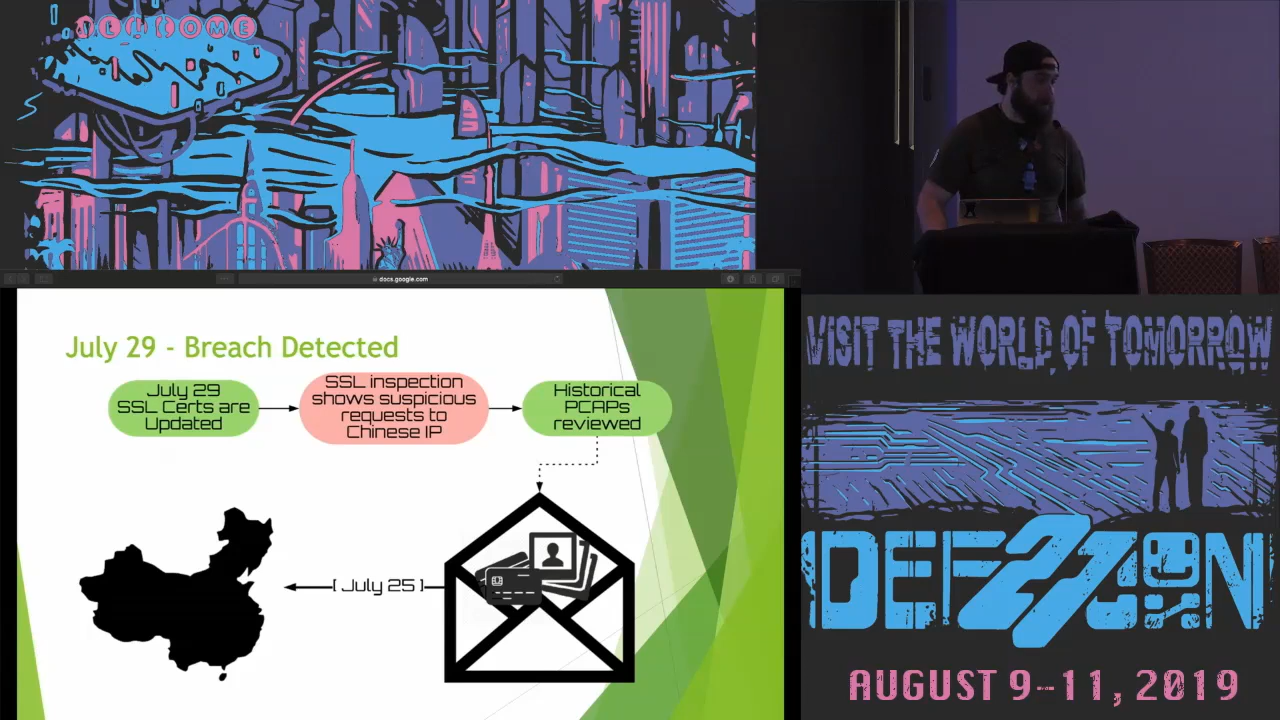 WELCOME
docs.google.com
July 29 - Breach Detected
July 29
SSL Certs are
Updated
SSL inspection
shows suspicious
requests to
Chinese IP
Historical
PCAPs
reviewed
[ July 25 ]
VISIT THE WORLD OF TOMORROW
DEF CON
27
AUGUST 9-11, 2019